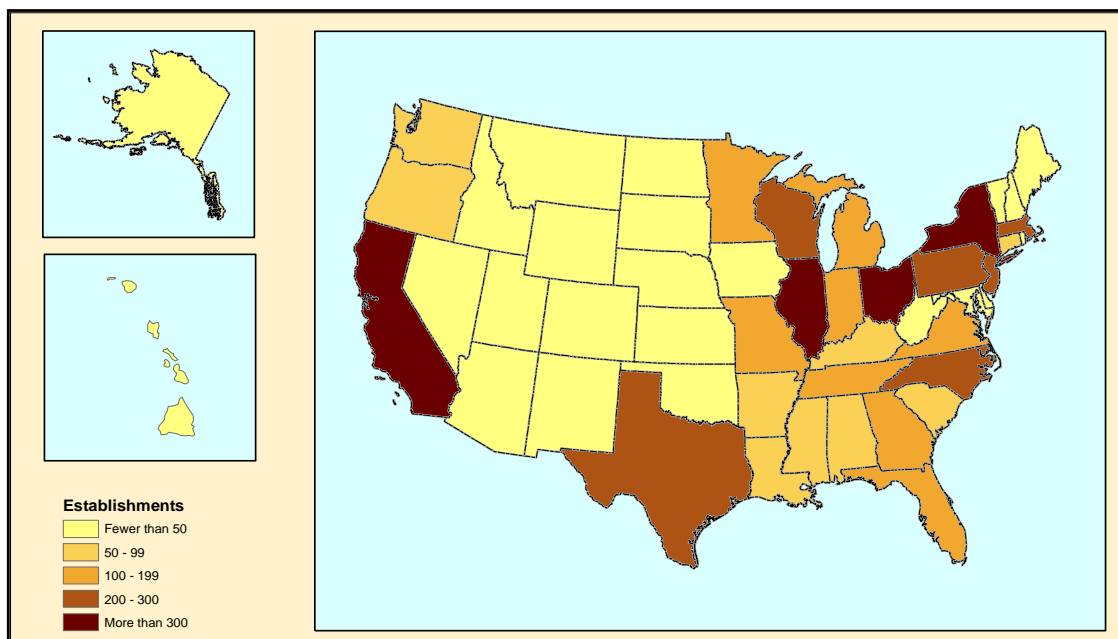 Establishments
Fewer than 50
50 - 99
100 - 199
200 - 300
More than 300